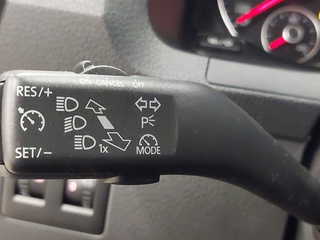 ON·CANCEL·OFF
RES/+
P
1x
SET/−
MODE